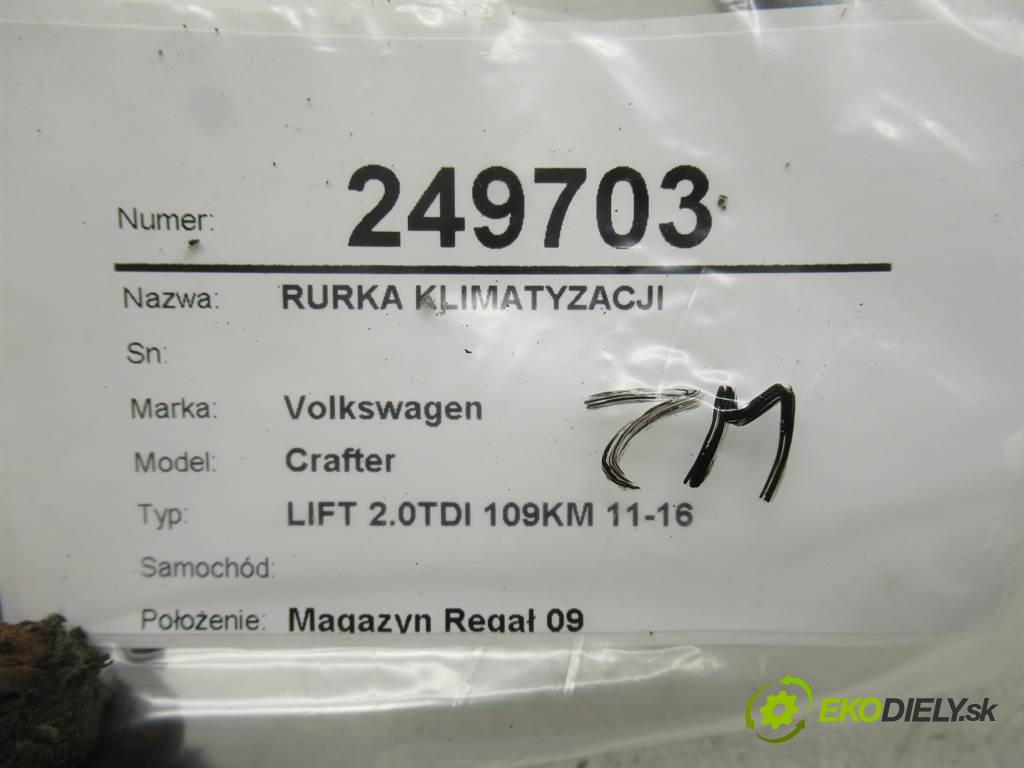 Numer: 249703
Nazwa: RURKA KLIMATYZACJI
Sn:
Marka: Volkswagen
Model: Crafter
Typ: LIFT 2.0TDI 109KM 11-16
Samochód:
Położenie: Magazyn Regał 09
EKODIELY.sk